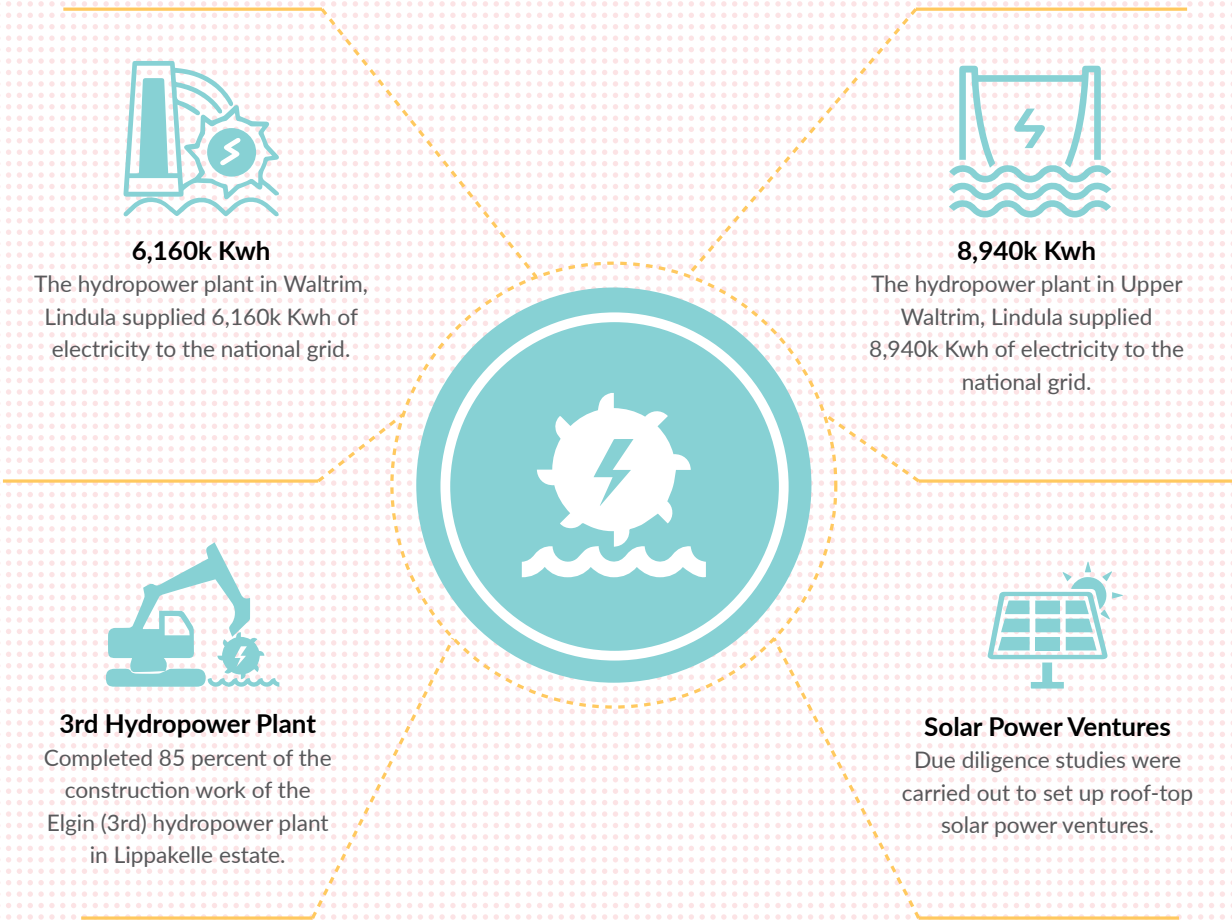 6,160k Kwh
The hydropower plant in Waltrim,
Lindula supplied 6,160k Kwh of
electricity to the national grid.
8,940k Kwh
The hydropower plant in Upper
Waltrim, Lindula supplied
8,940k Kwh of electricity to the
national grid.
3rd Hydropower Plant
Completed 85 percent of the
construction work of the
Elgin (3rd) hydropower plant
in Lippakelle estate.
Solar Power Ventures
Due diligence studies were
carried out to set up roof-top
solar power ventures.